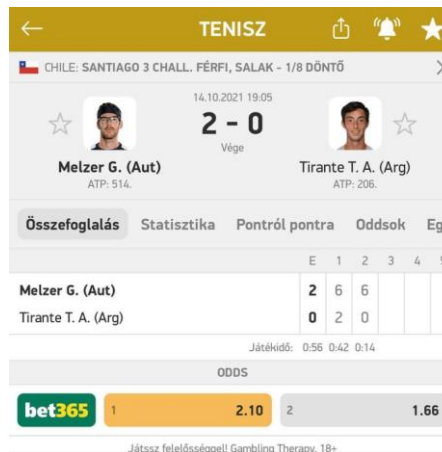 TENISZ
CHILE: SANTIAGO 3 CHALL. FÉRFI, SALAK - 1/8 DÖNTŐ
14.10.2021 19:05
2 - 0
Vége
Melzer G. (Aut) Tirante T. A. (Arg)
ATP: 514. ATP: 206.
Összefoglalás Statisztika Pontról pontra Oddsok Eg
E 1 2 3 4
Melzer G. (Aut) 2 6 6
Tirante T. A. (Arg) 0 2 0
Játékidő: 0:56 0:42 0:14
ODDS
bet365 1 2.10 2 1.66
Játssz felelősséggel! Gambling Therapy. 18+